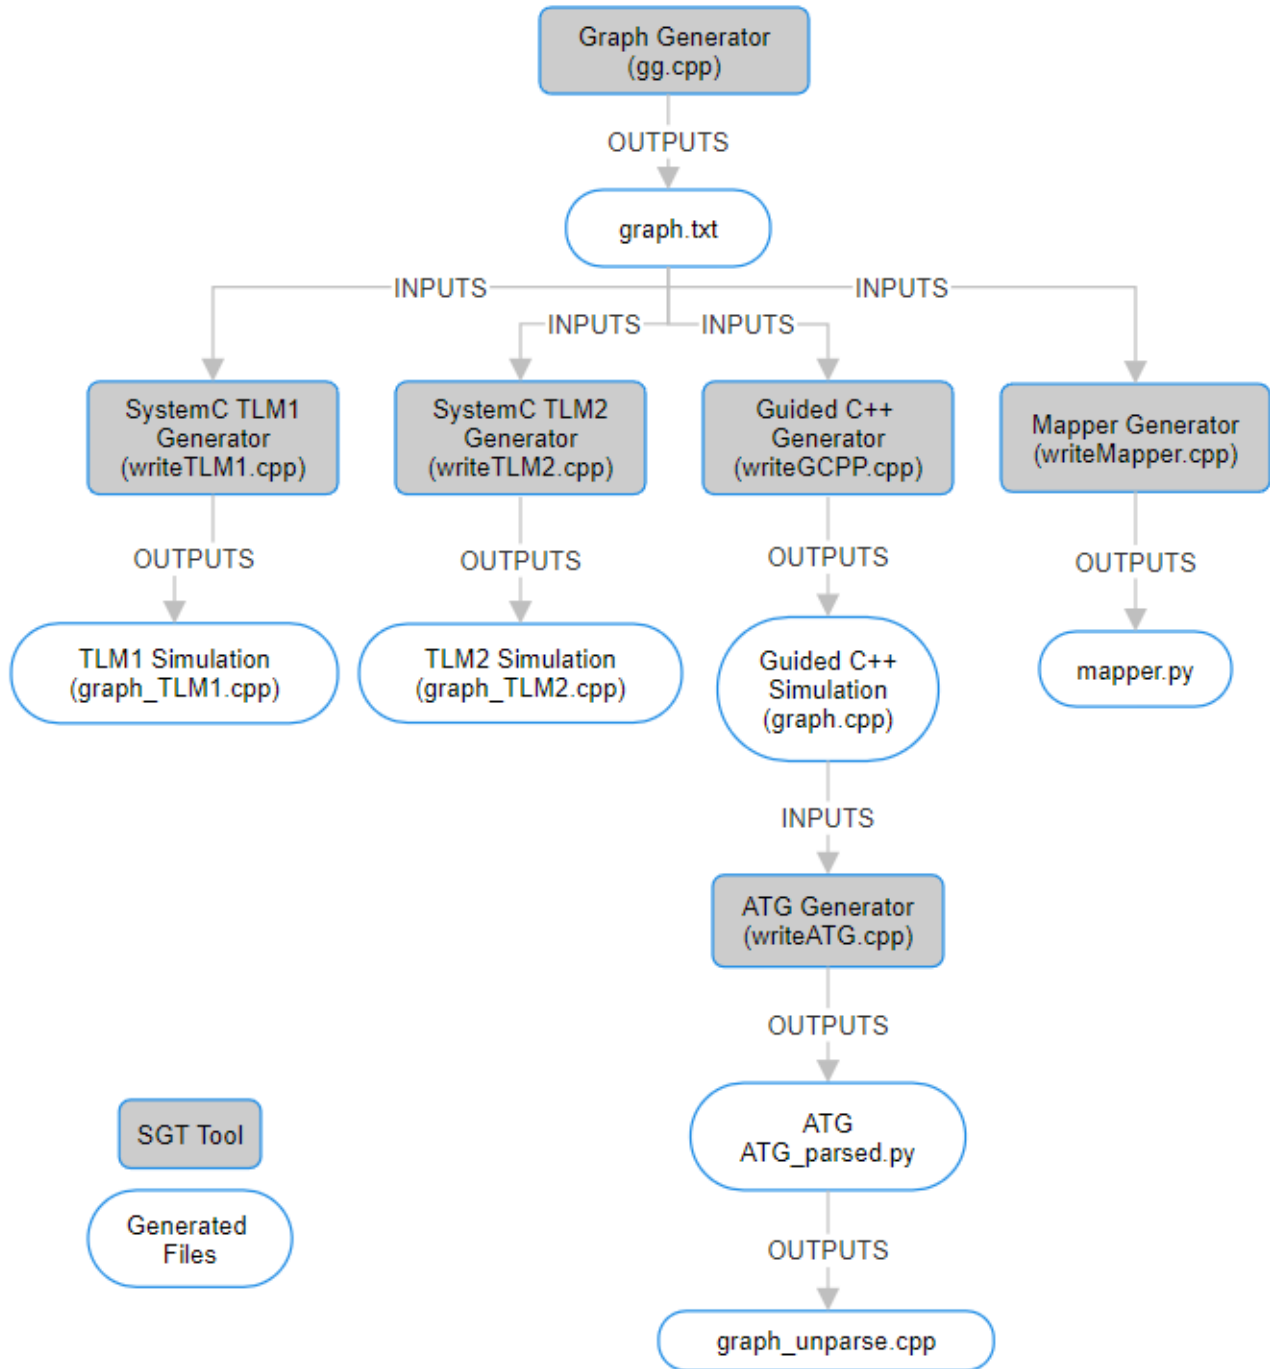 Graph Generator
(gg.cpp)
OUTPUTS
graph.txt
INPUTS
INPUTS
INPUTS
INPUTS
SystemC TLM1
Generator
(writeTLM1.cpp)
SystemC TLM2
Generator
(writeTLM2.cpp)
Guided C++
Generator
(writeGCPP.cpp)
Mapper Generator
(writeMapper.cpp)
OUTPUTS
OUTPUTS
OUTPUTS
OUTPUTS
TLM1 Simulation
(graph_TLM1.cpp)
TLM2 Simulation
(graph_TLM2.cpp)
Guided C++
Simulation
(graph.cpp)
mapper.py
INPUTS
ATG Generator
(writeATG.cpp)
OUTPUTS
ATG
ATG_parsed.py
OUTPUTS
graph_unparse.cpp
SGT Tool
Generated
Files